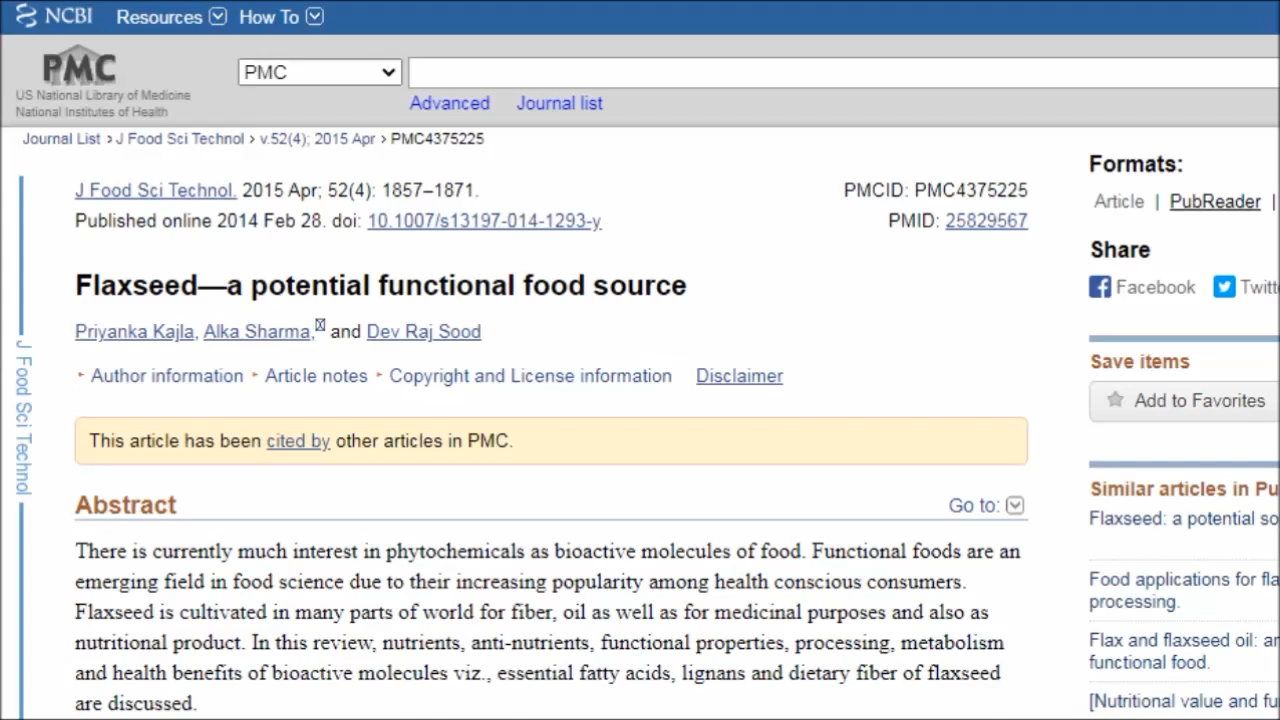 NCBI Resources How To
PMC
US National Library of Medicine
National Institutes of Health
PMC
Advanced Journal list
Journal List > J Food Sci Technol > v.52(4); 2015 Apr > PMC4375225
J Food Sci Technol
J Food Sci Technol. 2015 Apr; 52(4): 1857–1871.
Published online 2014 Feb 28. doi: 10.1007/s13197-014-1293-y
PMCID: PMC4375225
PMID: 25829567
Flaxseed—a potential functional food source
Priyanka Kajla, Alka Sharma, and Dev Raj Sood
Author information Article notes Copyright and License information Disclaimer
This article has been cited by other articles in PMC.
Abstract
Go to:
There is currently much interest in phytochemicals as bioactive molecules of food. Functional foods are an
emerging field in food science due to their increasing popularity among health conscious consumers.
Flaxseed is cultivated in many parts of world for fiber, oil as well as for medicinal purposes and also as
nutritional product. In this review, nutrients, anti-nutrients, functional properties, processing, metabolism
and health benefits of bioactive molecules viz., essential fatty acids, lignans and dietary fiber of flaxseed
are discussed.
Formats:
Article | PubReader |
Share
Facebook Twitt
Save items
Add to Favorites
Similar articles in Pu
Flaxseed: a potential so
Food applications for fla
processing.
Flax and flaxseed oil: an
functional food.
[Nutritional value and fu